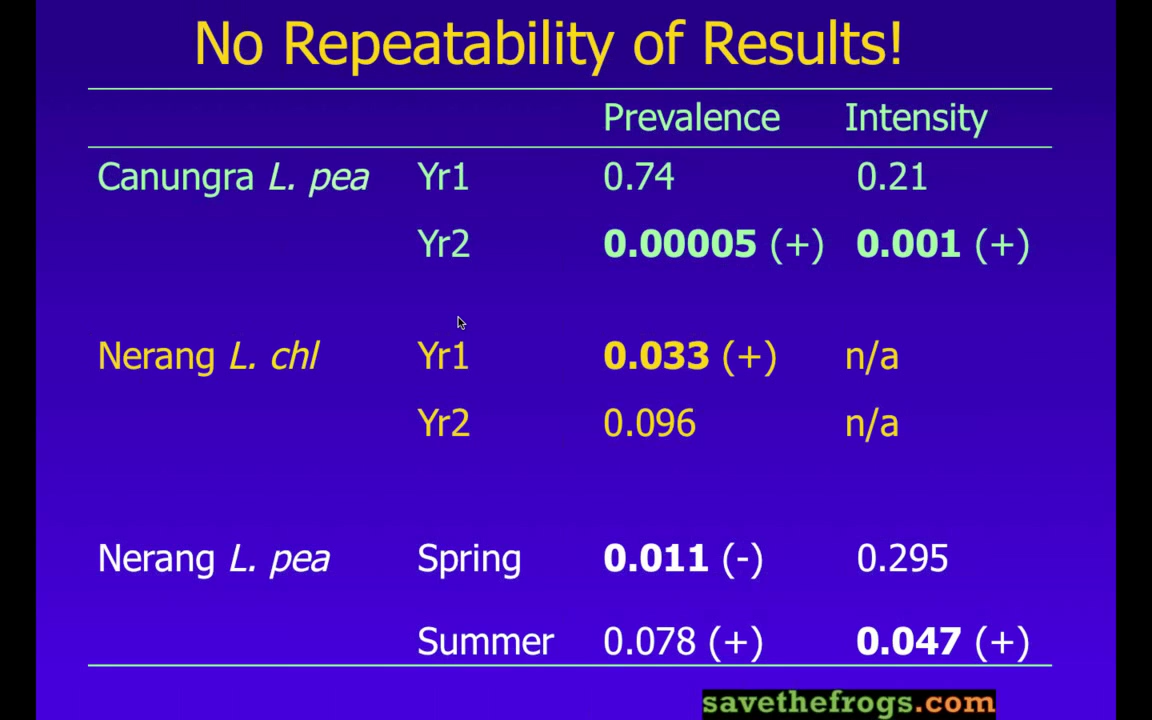 No Repeatability of Results!
Prevalence Intensity
Canungra L. pea Yr1 0.74 0.21
Yr2 0.00005 (+) 0.001 (+)
Nerang L. chl Yr1 0.033 (+) n/a
Yr2 0.096 n/a
Nerang L. pea Spring 0.011 (-) 0.295
Summer 0.078 (+) 0.047 (+)
savethefrogs.com